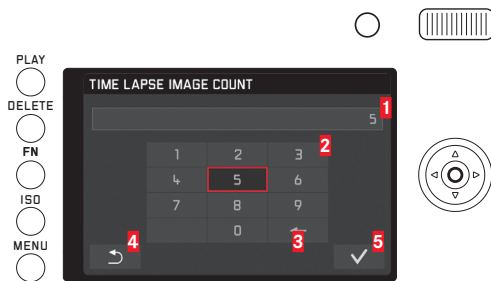 PLAY
TIME LAPSE IMAGE COUNT
DELETE
1
5
FN
2
1 2 3
4 5 6
ISO
7 8 9
0
3
4
5
MENU